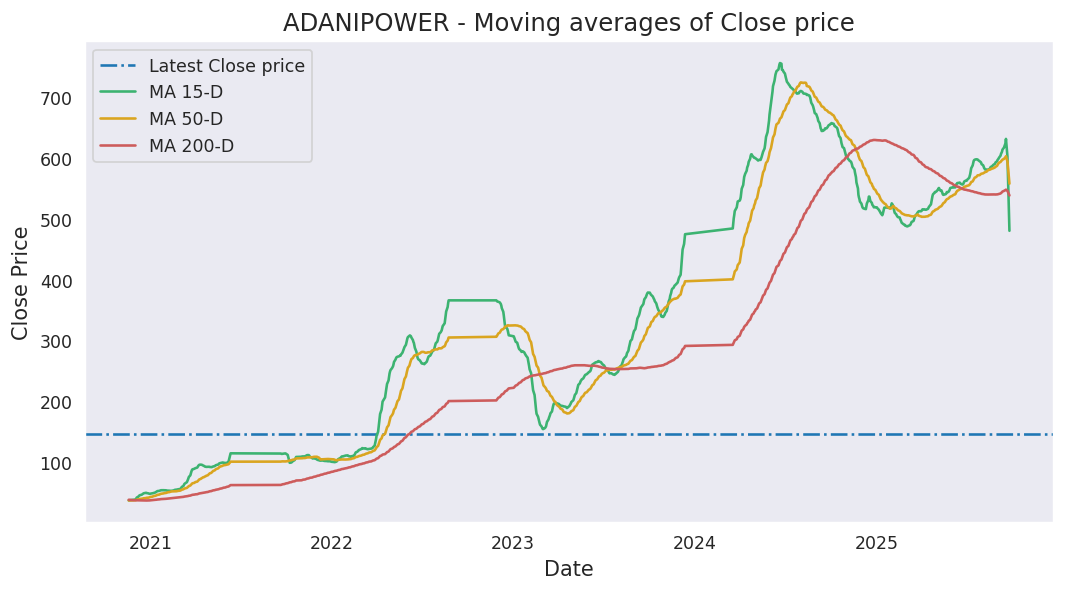 ADANIPOWER - Moving averages of Close price
Latest Close price
MA 15-D
MA 50-D
MA 200-D
Close Price
700
600
500
400
300
200
100
2021 2022 2023 2024 2025
Date